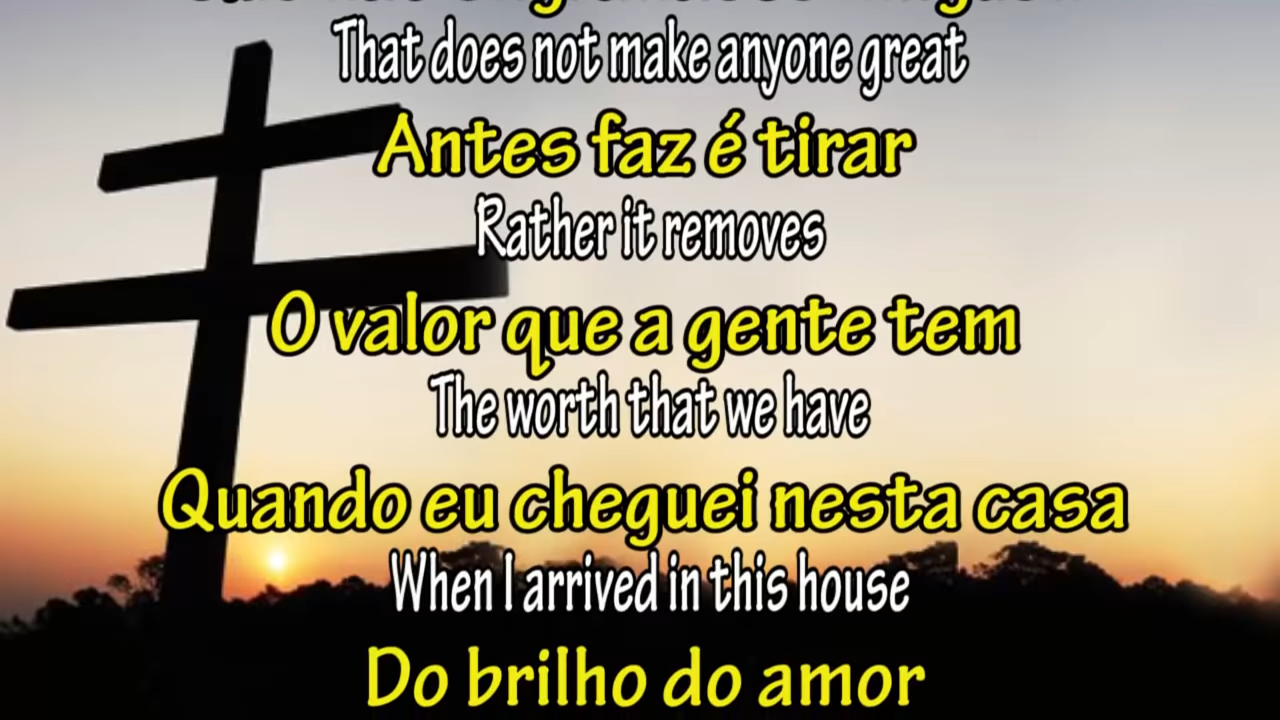 That does not make anyone great
Antes faz é tirar
Rather it removes
O valor que a gente tem
The worth that we have
Quando eu cheguei nesta casa
When I arrived in this house
Do brilho do amor